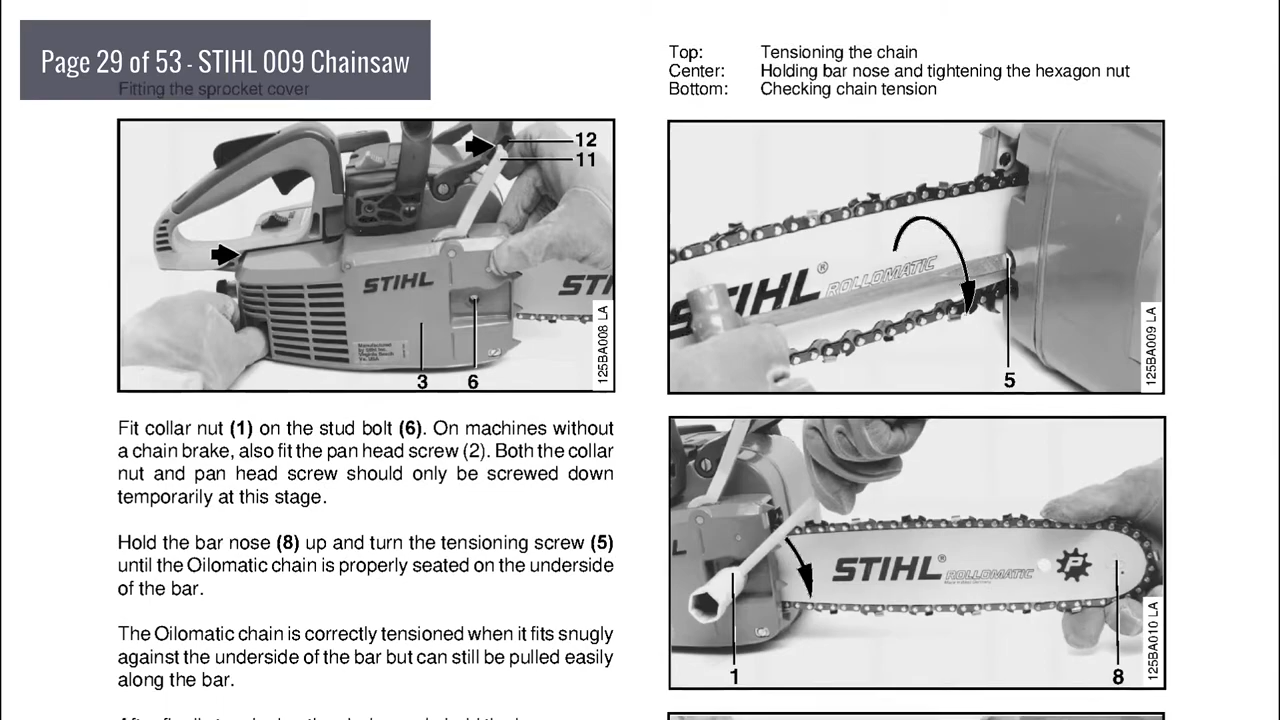 Page 29 of 53 - STIHL 009 Chainsaw
Fitting the sprocket cover
12
11
STIHL
STI
3
6
125BA008 LA
Fit collar nut (1) on the stud bolt (6). On machines without
a chain brake, also fit the pan head screw (2). Both the collar
nut and pan head screw should only be screwed down
temporarily at this stage.
Hold the bar nose (8) up and turn the tensioning screw (5)
until the Oilomatic chain is properly seated on the underside
of the bar.
The Oilomatic chain is correctly tensioned when it fits snugly
against the underside of the bar but can still be pulled easily
along the bar.
Top: Tensioning the chain
Center: Holding bar nose and tightening the hexagon nut
Bottom: Checking chain tension
STIHL® ROLLOMATIC
5
125BA009 LA
L
STIHL® ROLLOMATIC
P
1
8
125BA010 LA